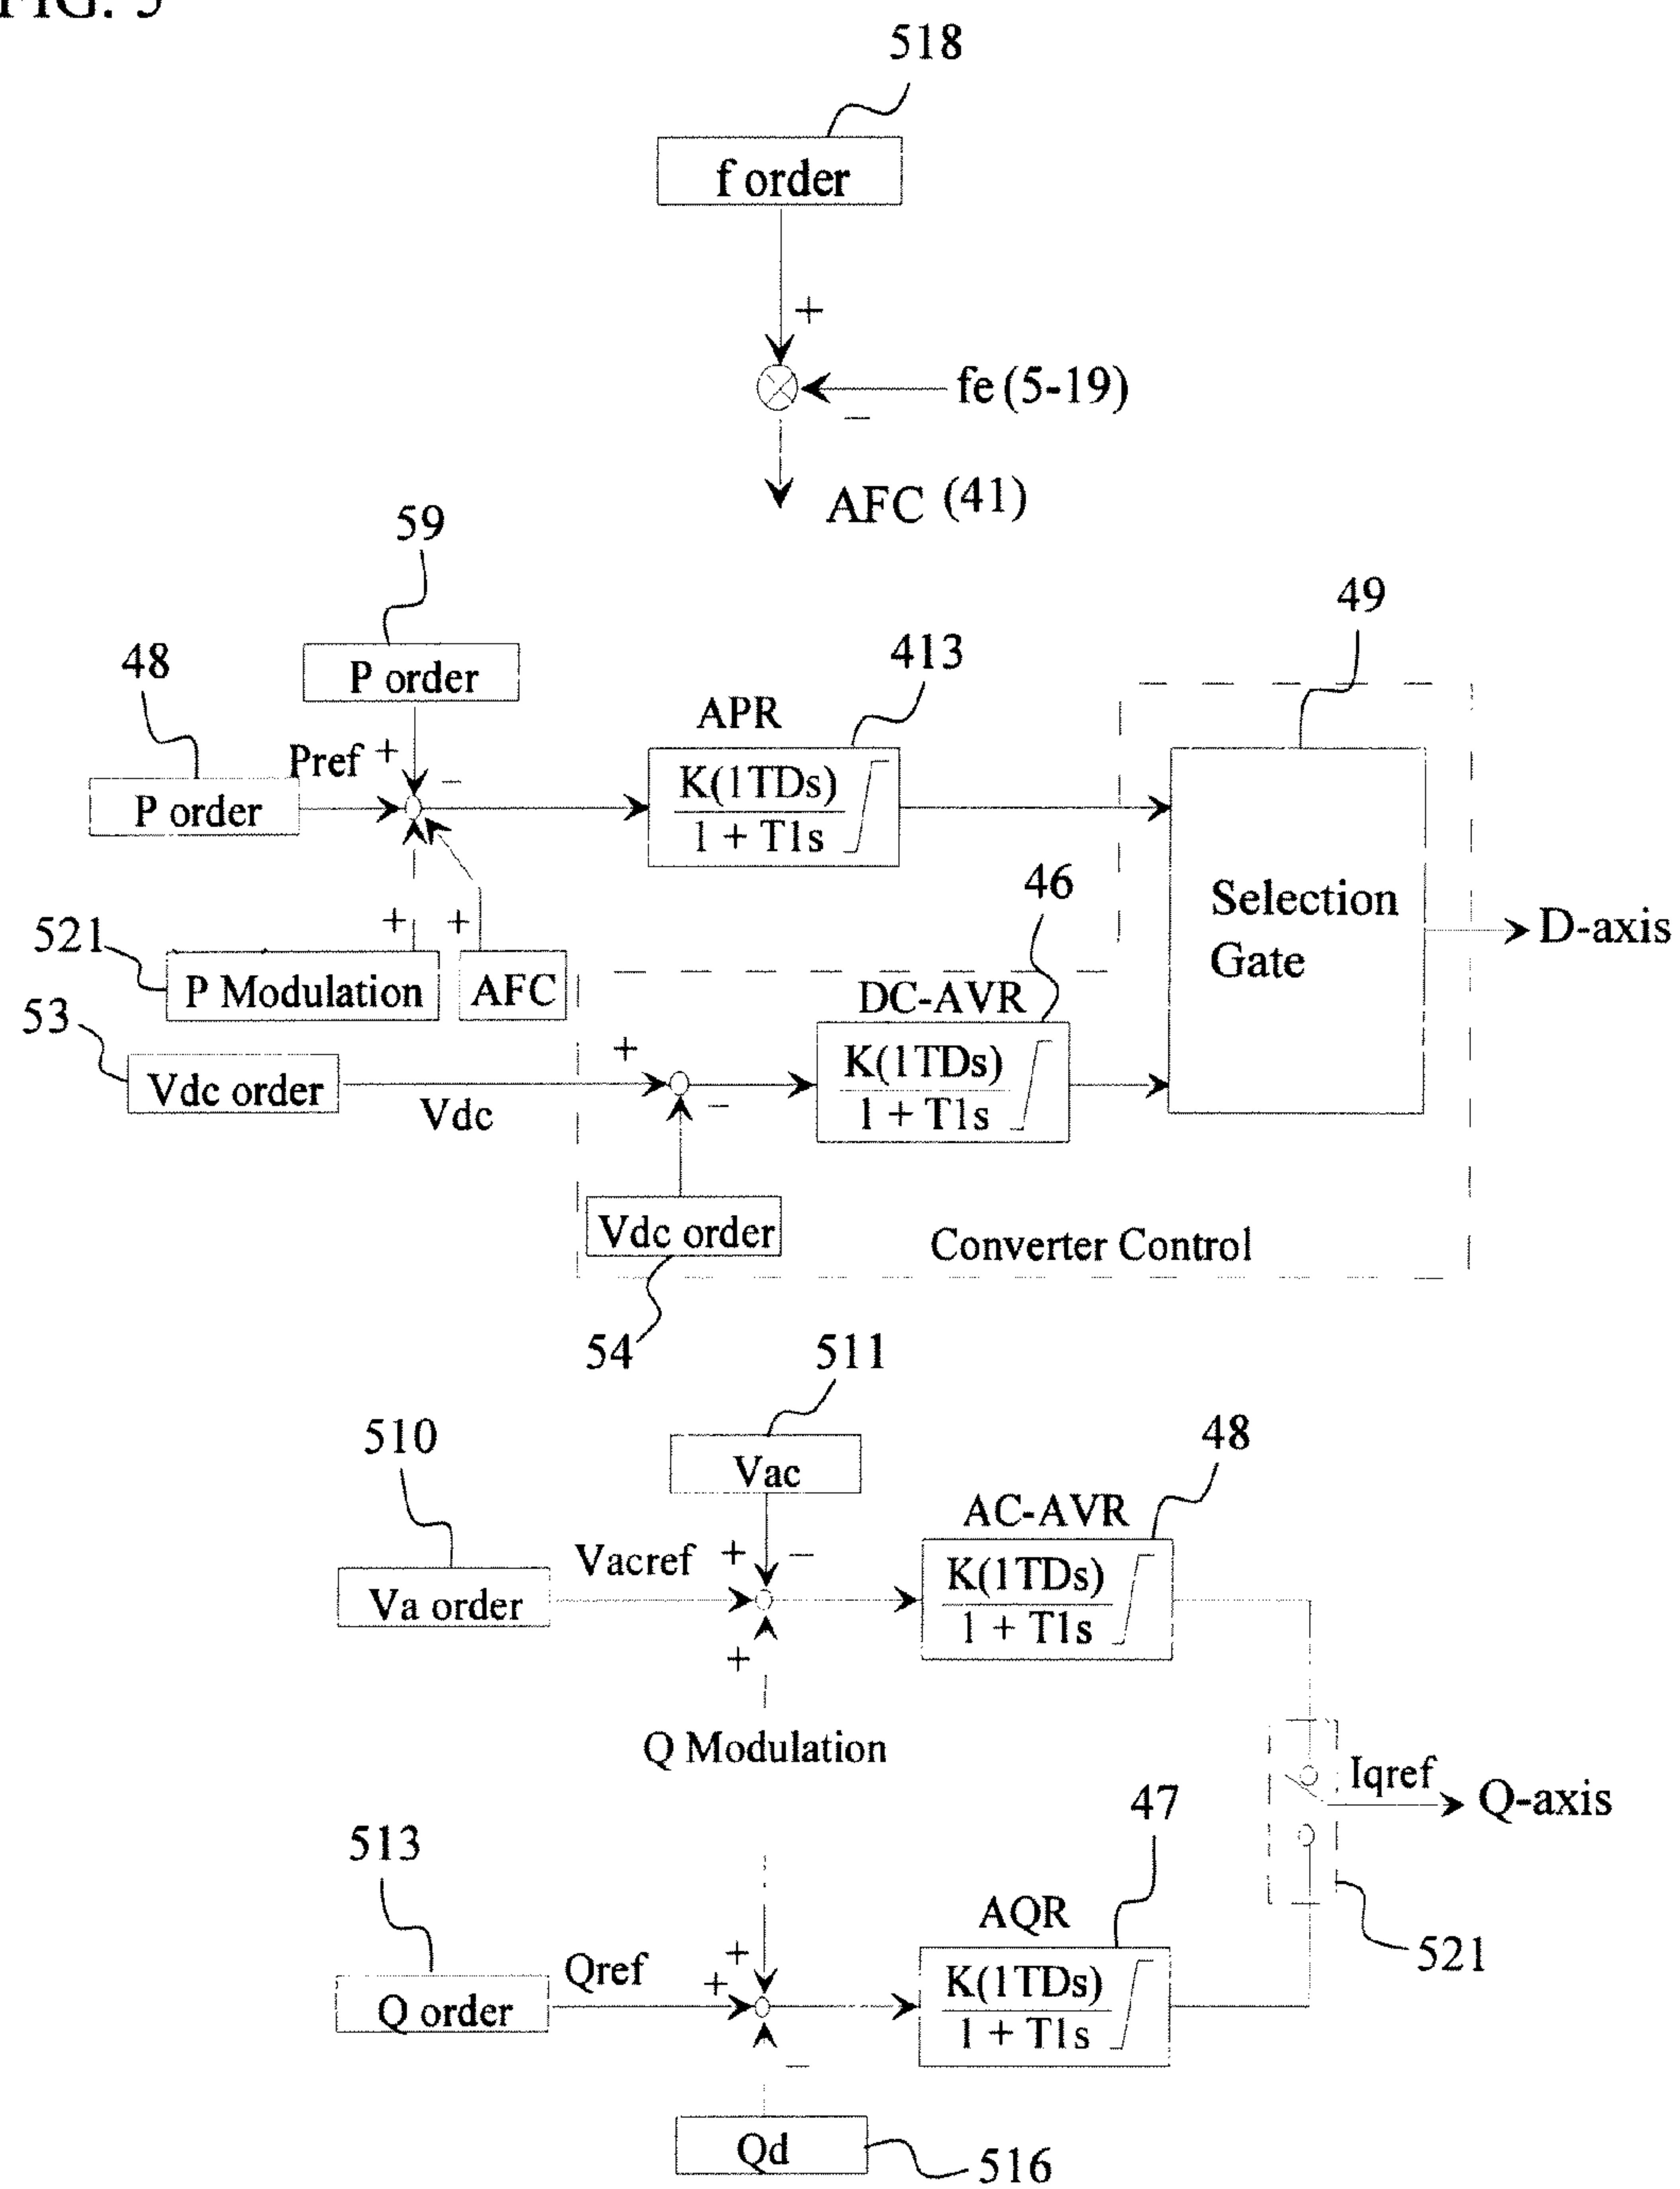 FIG. 5
518
f order
+
fe (5-19)
−
AFC (41)
59
49
48
P order
413
APR
Pref + −
P order
K(1TDs)
1 + T1s
46
Selection
Gate
D-axis
521
+ +
P Modulation
AFC
DC-AVR
53
Vdc order
+
−
Vdc
K(1TDs)
1 + T1s
Vdc order
Converter Control
54
511
510
Vac
48
AC-AVR
Vacref + −
Va order
K(1TDs)
1 + T1s
+
Q Modulation
Iqref
Q-axis
47
513
AQR
521
Qref
+
+
Q order
K(1TDs)
1 + T1s
−
Qd
516